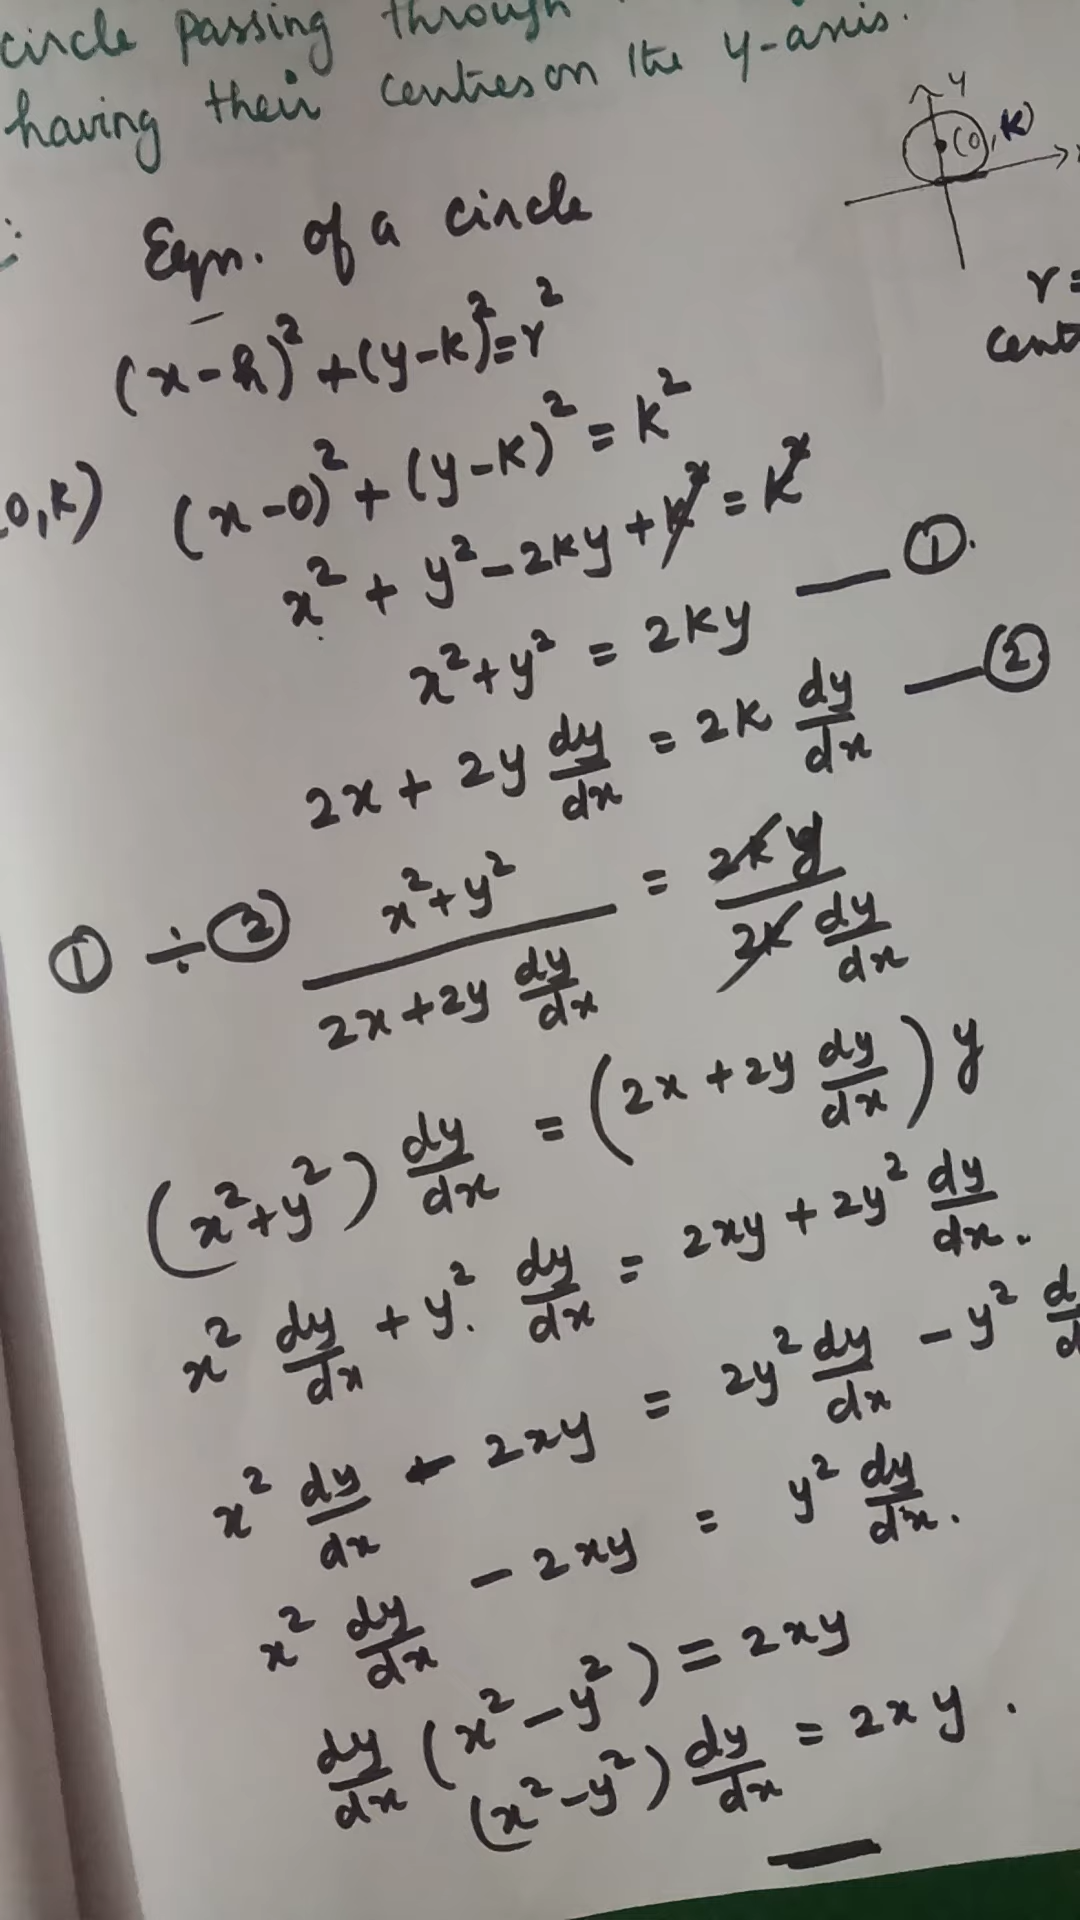 circle passing through
having their centres on the y-axis.
y
(0,k)
Eqn. of a circle
r=
(x-h)²+(y-k)²=r²
0,k) (x-0)²+(y-k)²=k²
x²+y²-2ky+k²=k²
x²+y²=2ky —①.
2x+2y dy/dx = 2k dy/dx —②
①÷② (x²+y²)/(2x+2y dy/dx) = 2ky/(2k dy/dx)
(x²+y²) dy/dx = (2x+2y dy/dx) y
x² dy/dx + y². dy/dx = 2xy+2y² dy/dx.
x² dy/dx - 2xy = 2y² dy/dx - y² d/d
x² dy/dx - 2xy = y² dy/dx.
dy/dx (x²-y²) = 2xy
(x²-y²) dy/dx = 2xy.